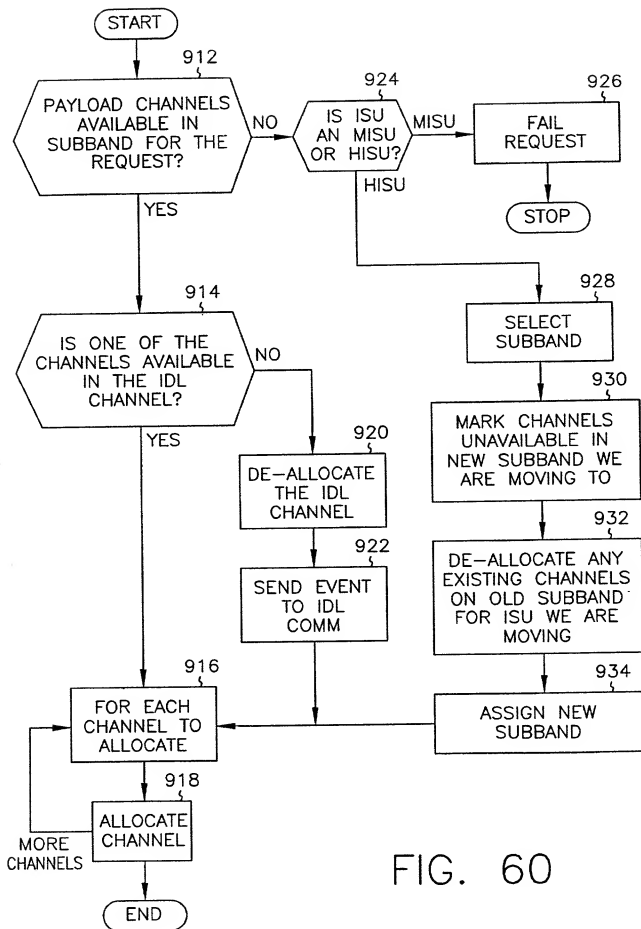 START
912
PAYLOAD CHANNELS
AVAILABLE IN
SUBBAND FOR THE
REQUEST?
NO
YES
924
IS ISU
AN MISU
OR HISU?
MISU
HISU
926
FAIL
REQUEST
STOP
914
IS ONE OF THE
CHANNELS AVAILABLE
IN THE IDL
CHANNEL?
NO
YES
928
SELECT
SUBBAND
930
MARK CHANNELS
UNAVAILABLE IN
NEW SUBBAND WE
ARE MOVING TO
920
DE-ALLOCATE
THE IDL
CHANNEL
922
SEND EVENT
TO IDL
COMM
932
DE-ALLOCATE ANY
EXISTING CHANNELS
ON OLD SUBBAND
FOR ISU WE ARE
MOVING
934
ASSIGN NEW
SUBBAND
916
FOR EACH
CHANNEL TO
ALLOCATE
918
ALLOCATE
CHANNEL
MORE
CHANNELS
END
FIG. 60